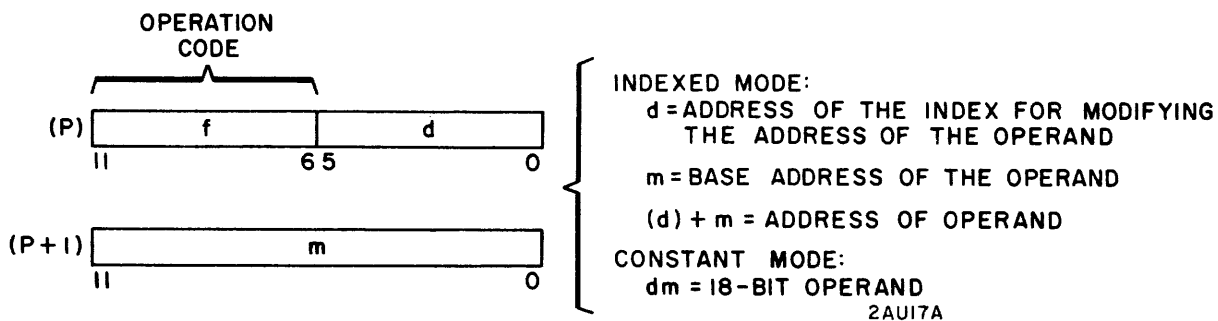 OPERATION
CODE
(P) f d
11 6 5 0
(P+1) m
11 0
INDEXED MODE:
d = ADDRESS OF THE INDEX FOR MODIFYING
THE ADDRESS OF THE OPERAND
m = BASE ADDRESS OF THE OPERAND
(d) + m = ADDRESS OF OPERAND
CONSTANT MODE:
dm = 18-BIT OPERAND
2AU17A